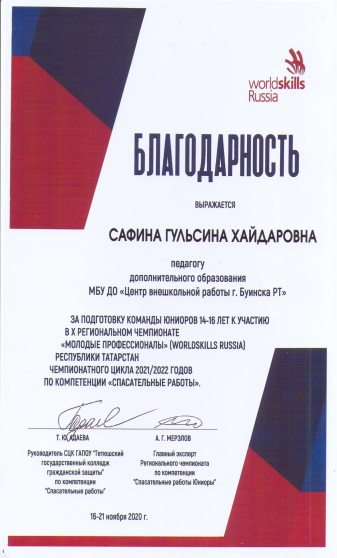 worldskills
Russia
БЛАГОДАРНОСТЬ
ВЫРАЖАЕТСЯ
САФИНА ГУЛЬСИНА ХАЙДАРОВНА
педагогу
дополнительного образования
МБУ ДО «Центр внешкольной работы г. Буинска РТ»
ЗА ПОДГОТОВКУ КОМАНДЫ ЮНИОРОВ 14-16 ЛЕТ К УЧАСТИЮ
В X РЕГИОНАЛЬНОМ ЧЕМПИОНАТЕ
«МОЛОДЫЕ ПРОФЕССИОНАЛЫ» (WORLDSKILLS RUSSIA)
РЕСПУБЛИКИ ТАТАРСТАН
ЧЕМПИОНАТНОГО ЦИКЛА 2021/2022 ГОДОВ
ПО КОМПЕТЕНЦИИ «СПАСАТЕЛЬНЫЕ РАБОТЫ».
Т. Ю.
А. Г. МЕРЗЛОВ
Руководитель СЦК ГАПОУ "Тетюшский
государственный колледж
гражданской защиты"
по компетенции
"Спасательные работы"
Главный эксперт
Регионального чемпионата
по компетенции
"Спасательные работы Юниоры"
16-21 ноября 2020 г.